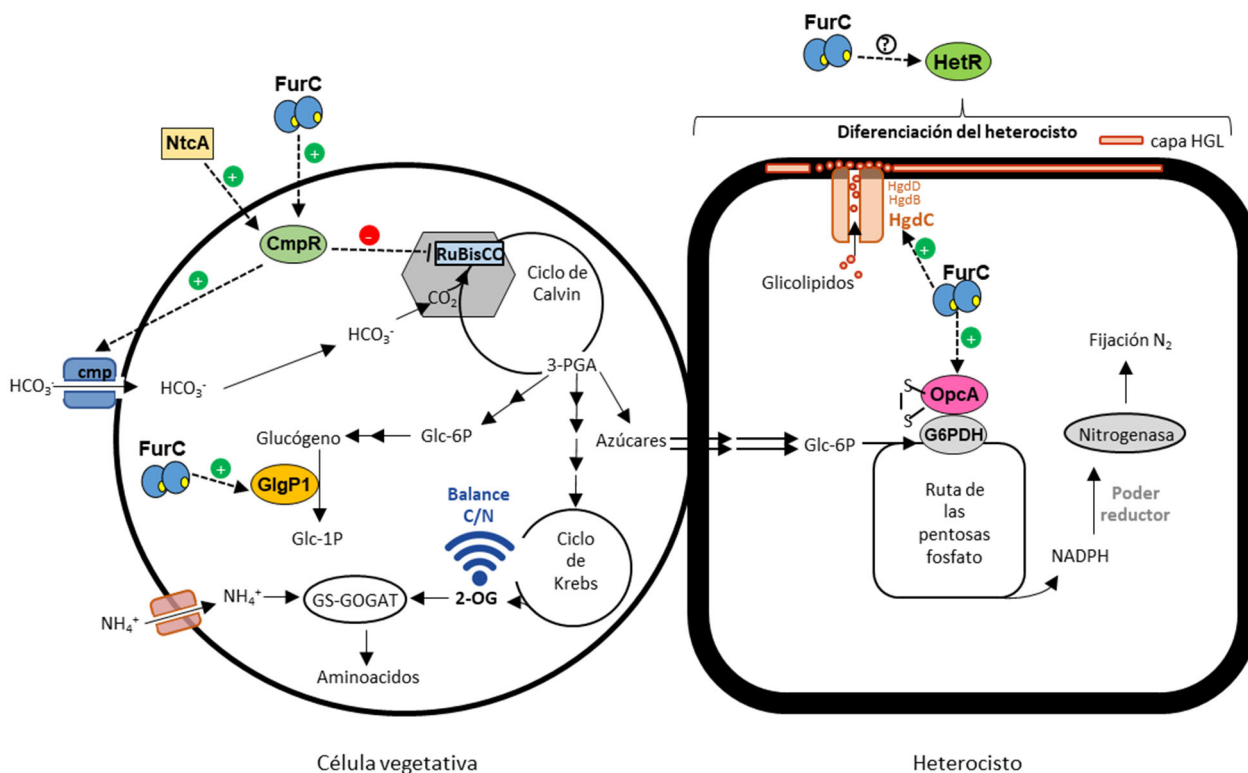 FurC
?
HetR
Diferenciación del heterocisto
capa HGL
FurC
NtcA
+
+
CmpR
-
+
RuBisCO
CO2
Ciclo de
Calvin
HCO3-
cmp
HCO3-
HCO3-
3-PGA
Glucógeno
Glc-6P
Azúcares
FurC
+
GlgP1
Glc-1P
Balance
C/N
Ciclo
de
Krebs
NH4+
NH4+
GS-GOGAT
2-OG
Aminoacidos
Célula vegetativa
HgdD
HgdB
HgdC
Glicolipidos
+
FurC
+
S
S
OpcA
G6PDH
Glc-6P
Ruta de
las
pentosas
fosfato
Fijación N2
Nitrogenasa
Poder
reductor
NADPH
Heterocisto